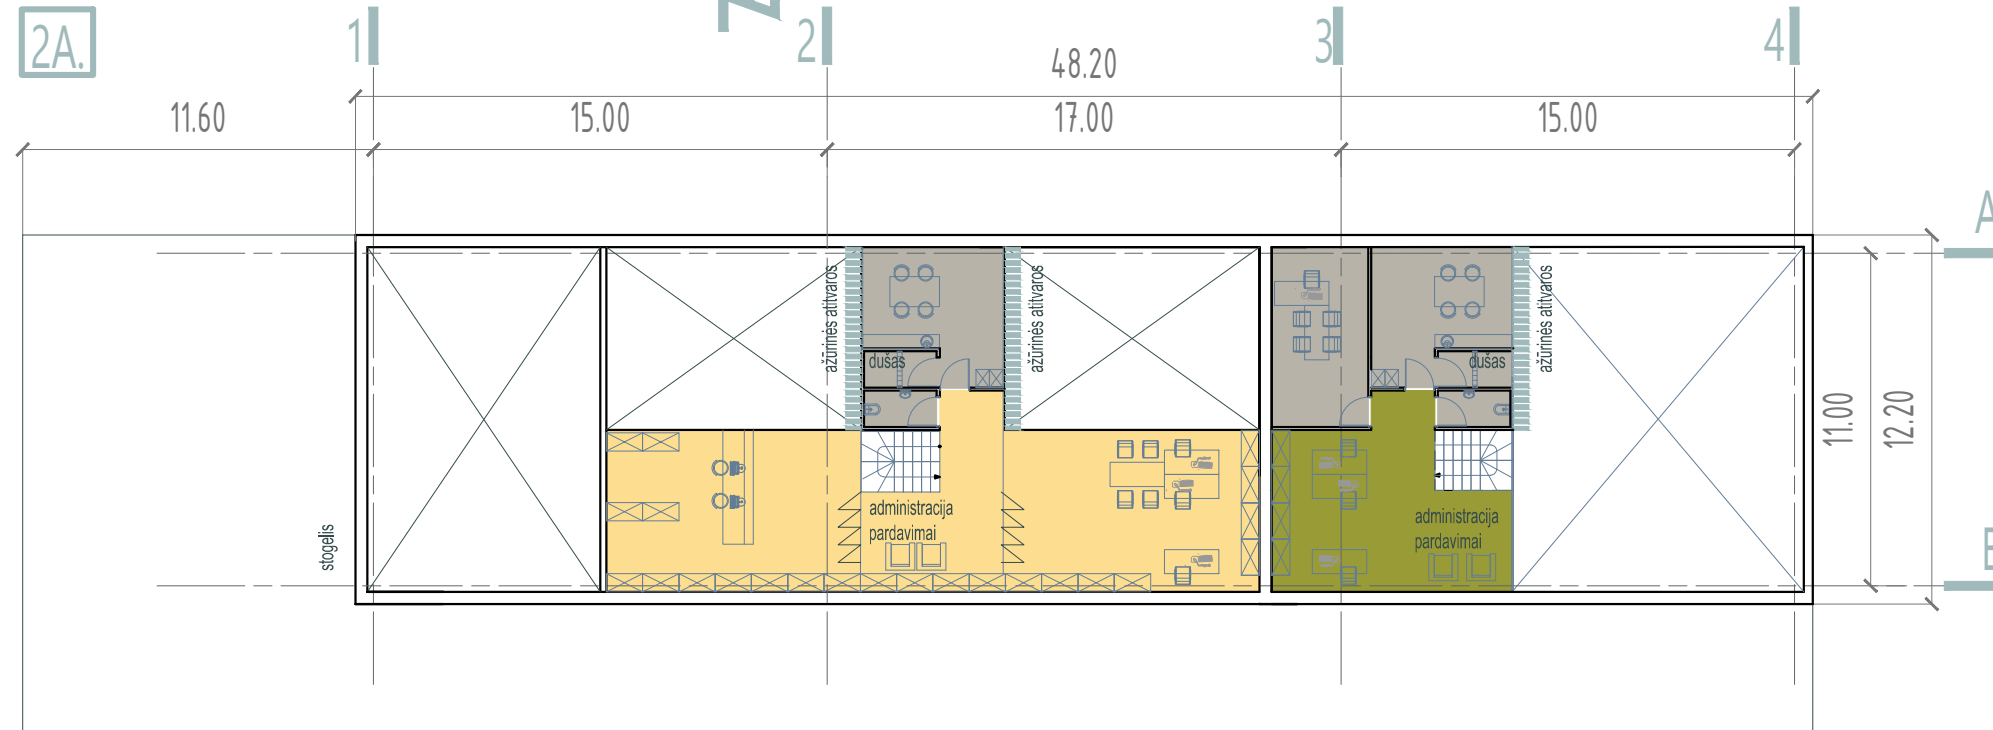 2A.
1
2
3
4
48.20
11.60
15.00
17.00
15.00
A
ažūrinės atitvaros
ažūrinės atitvaros
ažūrinės atitvaros
dušas
dušas
11.00
12.20
administracija
pardavimai
administracija
pardavimai
stogelis